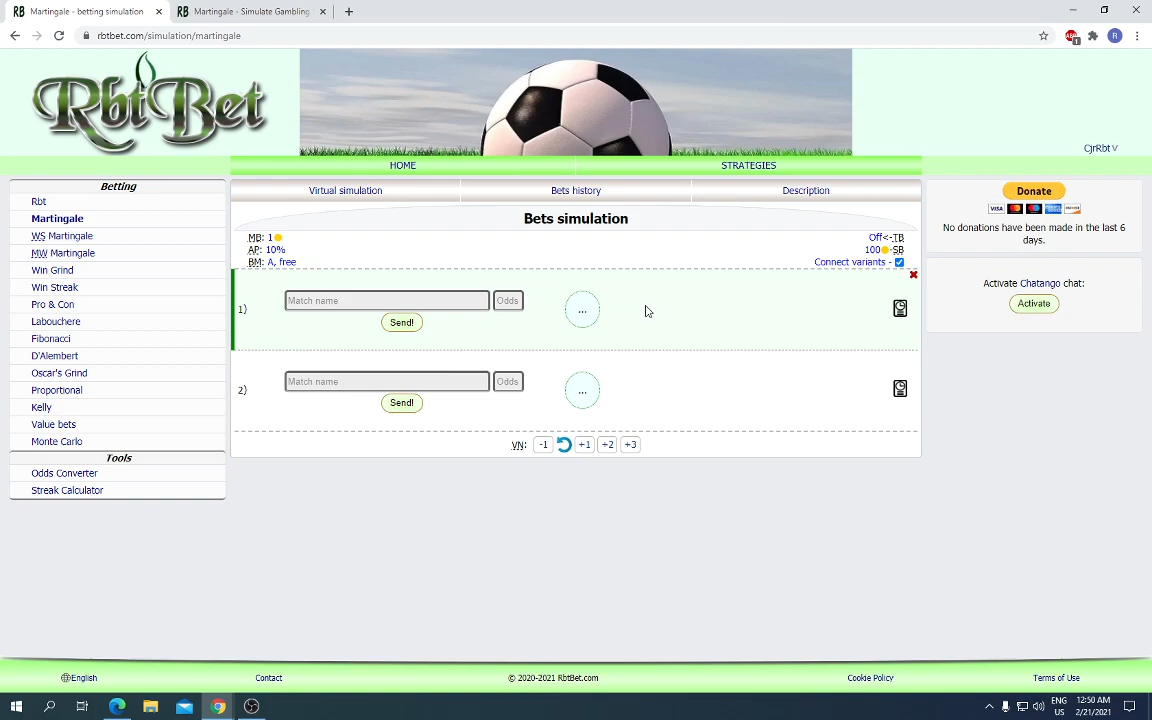 RB Martingale - betting simulation
RB Martingale - Simulate Gambling
rbtbet.com/simulation/martingale
ABP 1
R
RbtBet
CjrRbt V
HOME
STRATEGIES
Betting
Rbt
Martingale
WS Martingale
MW Martingale
Win Grind
Win Streak
Pro & Con
Labouchere
Fibonacci
D'Alembert
Oscar's Grind
Proportional
Kelly
Value bets
Monte Carlo
Tools
Odds Converter
Streak Calculator
Virtual simulation
Bets history
Description
Bets simulation
MB: 1
Off<-TB
AP: 10%
100-SB
BM: A, free
Connect variants -
1)
Match name
Odds
...
Send!
2)
Match name
Odds
...
Send!
VN: -1 +1 +2 +3
Donate
VISA
No donations have been made in the last 6
days.
Activate Chatango chat:
Activate
English
Contact
© 2020-2021 RbtBet.com
Cookie Policy
Terms of Use
ENG
US
12:50 AM
2/21/2021